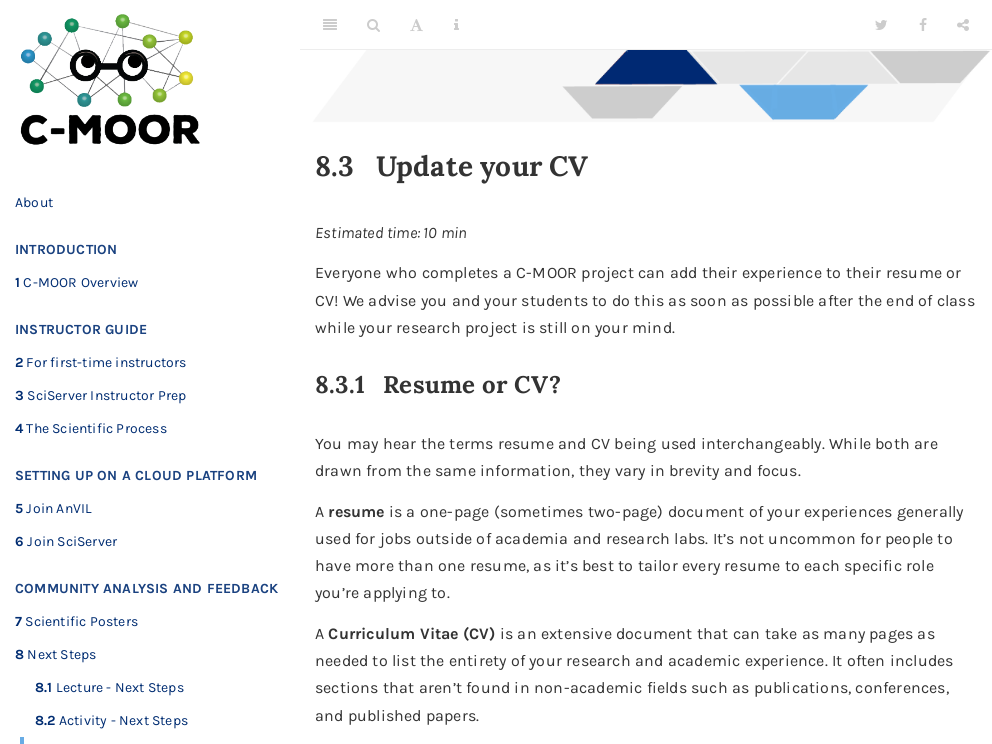 C-MOOR
About
INTRODUCTION
1 C-MOOR Overview
INSTRUCTOR GUIDE
2 For first-time instructors
3 SciServer Instructor Prep
4 The Scientific Process
SETTING UP ON A CLOUD PLATFORM
5 Join AnVIL
6 Join SciServer
COMMUNITY ANALYSIS AND FEEDBACK
7 Scientific Posters
8 Next Steps
8.1 Lecture - Next Steps
8.2 Activity - Next Steps
8.3 Update your CV
Estimated time: 10 min
Everyone who completes a C-MOOR project can add their experience to their resume or
CV! We advise you and your students to do this as soon as possible after the end of class
while your research project is still on your mind.
8.3.1 Resume or CV?
You may hear the terms resume and CV being used interchangeably. While both are
drawn from the same information, they vary in brevity and focus.
A resume is a one-page (sometimes two-page) document of your experiences generally
used for jobs outside of academia and research labs. It’s not uncommon for people to
have more than one resume, as it’s best to tailor every resume to each specific role
you’re applying to.
A Curriculum Vitae (CV) is an extensive document that can take as many pages as
needed to list the entirety of your research and academic experience. It often includes
sections that aren’t found in non-academic fields such as publications, conferences,
and published papers.